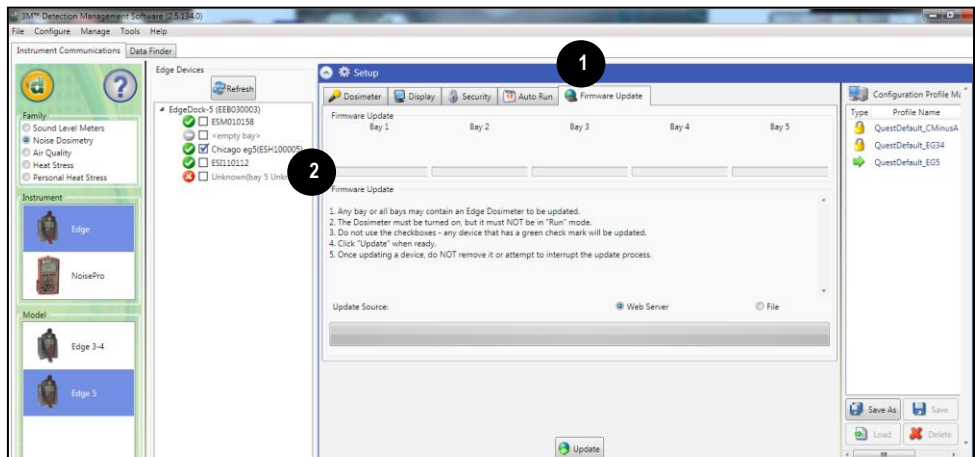 3M™ Detection Management Software (2.5.134.0)
File Configure Manage Tools Help
Instrument Communications Data Finder
Family
Sound Level Meters
Noise Dosimetry
Air Quality
Heat Stress
Personal Heat Stress
Instrument
Edge
NoisePro
Model
Edge 3-4
Edge 5
Edge Devices
Refresh
EdgeDock-5 (EEB030003)
ESM010158
<empty bay>
Chicago eg5(ESH100005)
ESI110112
Unknown(bay 5 Unkn
1
2
Setup
Dosimeter Display Security Auto Run Firmware Update
Firmware Update
Bay 1 Bay 2 Bay 3 Bay 4 Bay 5
Firmware Update
1. Any bay or all bays may contain an Edge Dosimeter to be updated.
2. The Dosimeter must be turned on, but it must NOT be in "Run" mode.
3. Do not use the checkboxes - any device that has a green check mark will be updated.
4. Click "Update" when ready.
5. Once updating a device, do NOT remove it or attempt to interrupt the update process.
Update Source: Web Server File
Update
Configuration Profile Ma
Type Profile Name
QuestDefault_CMinusA
QuestDefault_EG34
QuestDefault_EG5
Save As Save
Load Delete